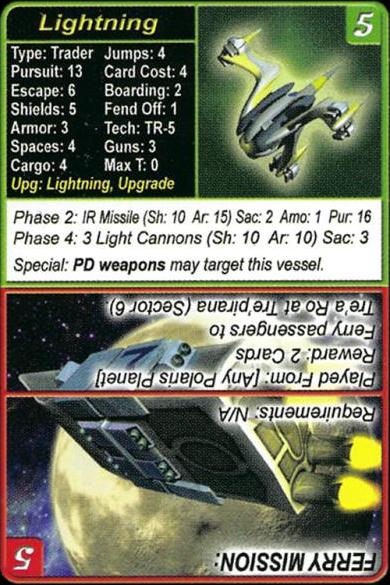 Lightning
5
Type: Trader Jumps: 4
Pursuit: 13 Card Cost: 4
Escape: 6 Boarding: 2
Shields: 5 Fend Off: 1
Armor: 3 Tech: TR-5
Spaces: 4 Guns: 3
Cargo: 4 Max T: 0
Upg: Lightning, Upgrade
Phase 2: IR Missile (Sh: 10 Ar: 15) Sac: 2 Amo: 1 Pur: 16
Phase 4: 3 Light Cannons (Sh: 10 Ar: 10) Sac: 3
Special: PD weapons may target this vessel.
FERRY MISSION:
5
Requirements: N/A
Played From: [Any Polaris Planet]
Reward: 2 Cards
Ferry passengers to
Tre'a Ro at Tre'pirana (Sector 6)